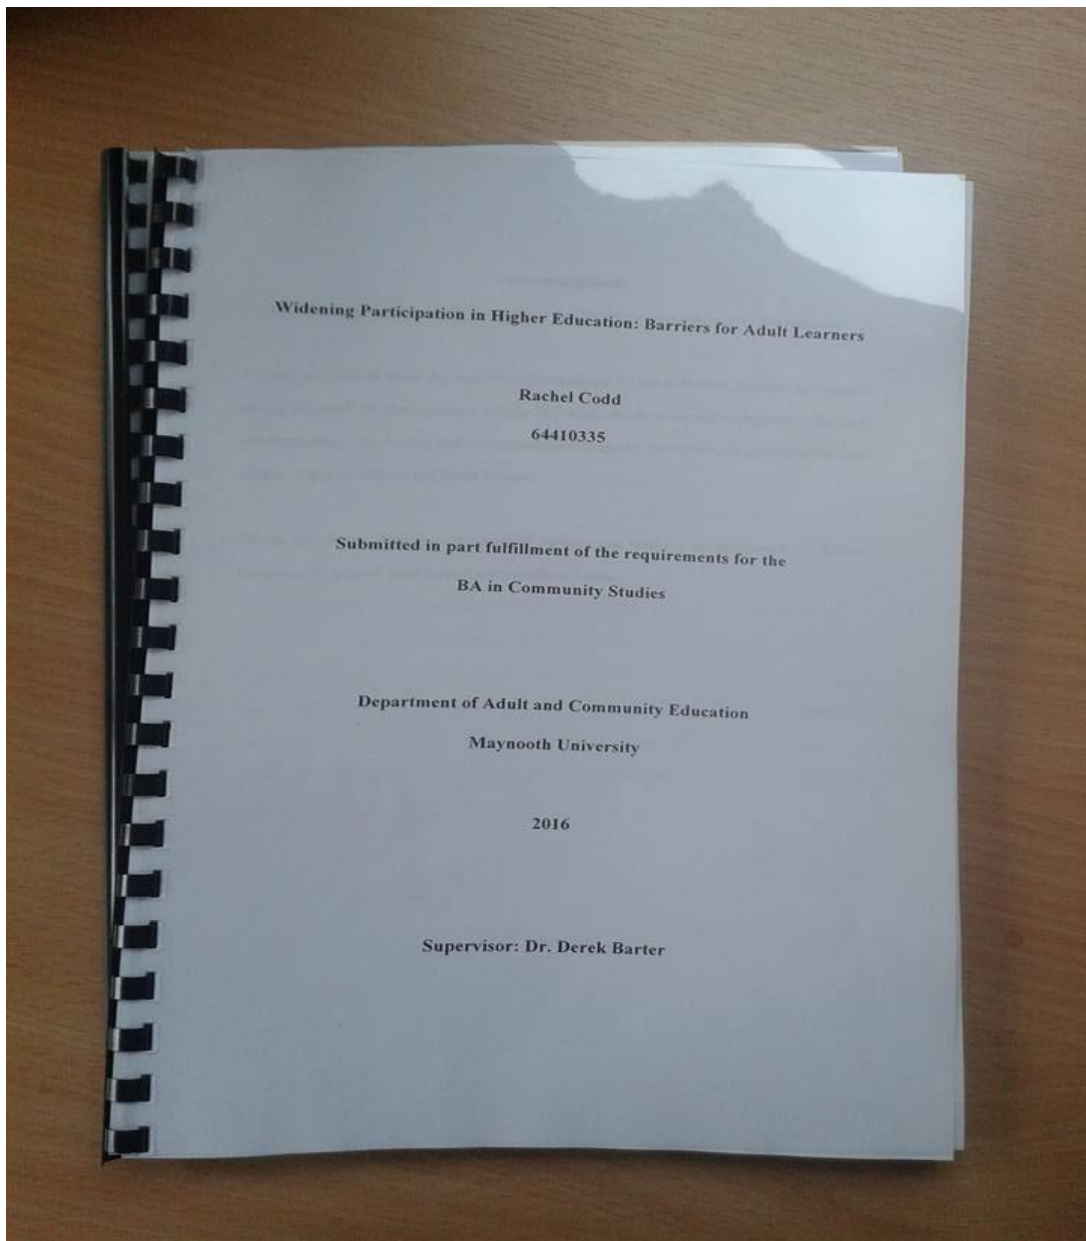 Widening Participation in Higher Education: Barriers for Adult Learners
Rachel Codd
64410335
Submitted in part fulfillment of the requirements for the
BA in Community Studies
Department of Adult and Community Education
Maynooth University
2016
Supervisor: Dr. Derek Barter